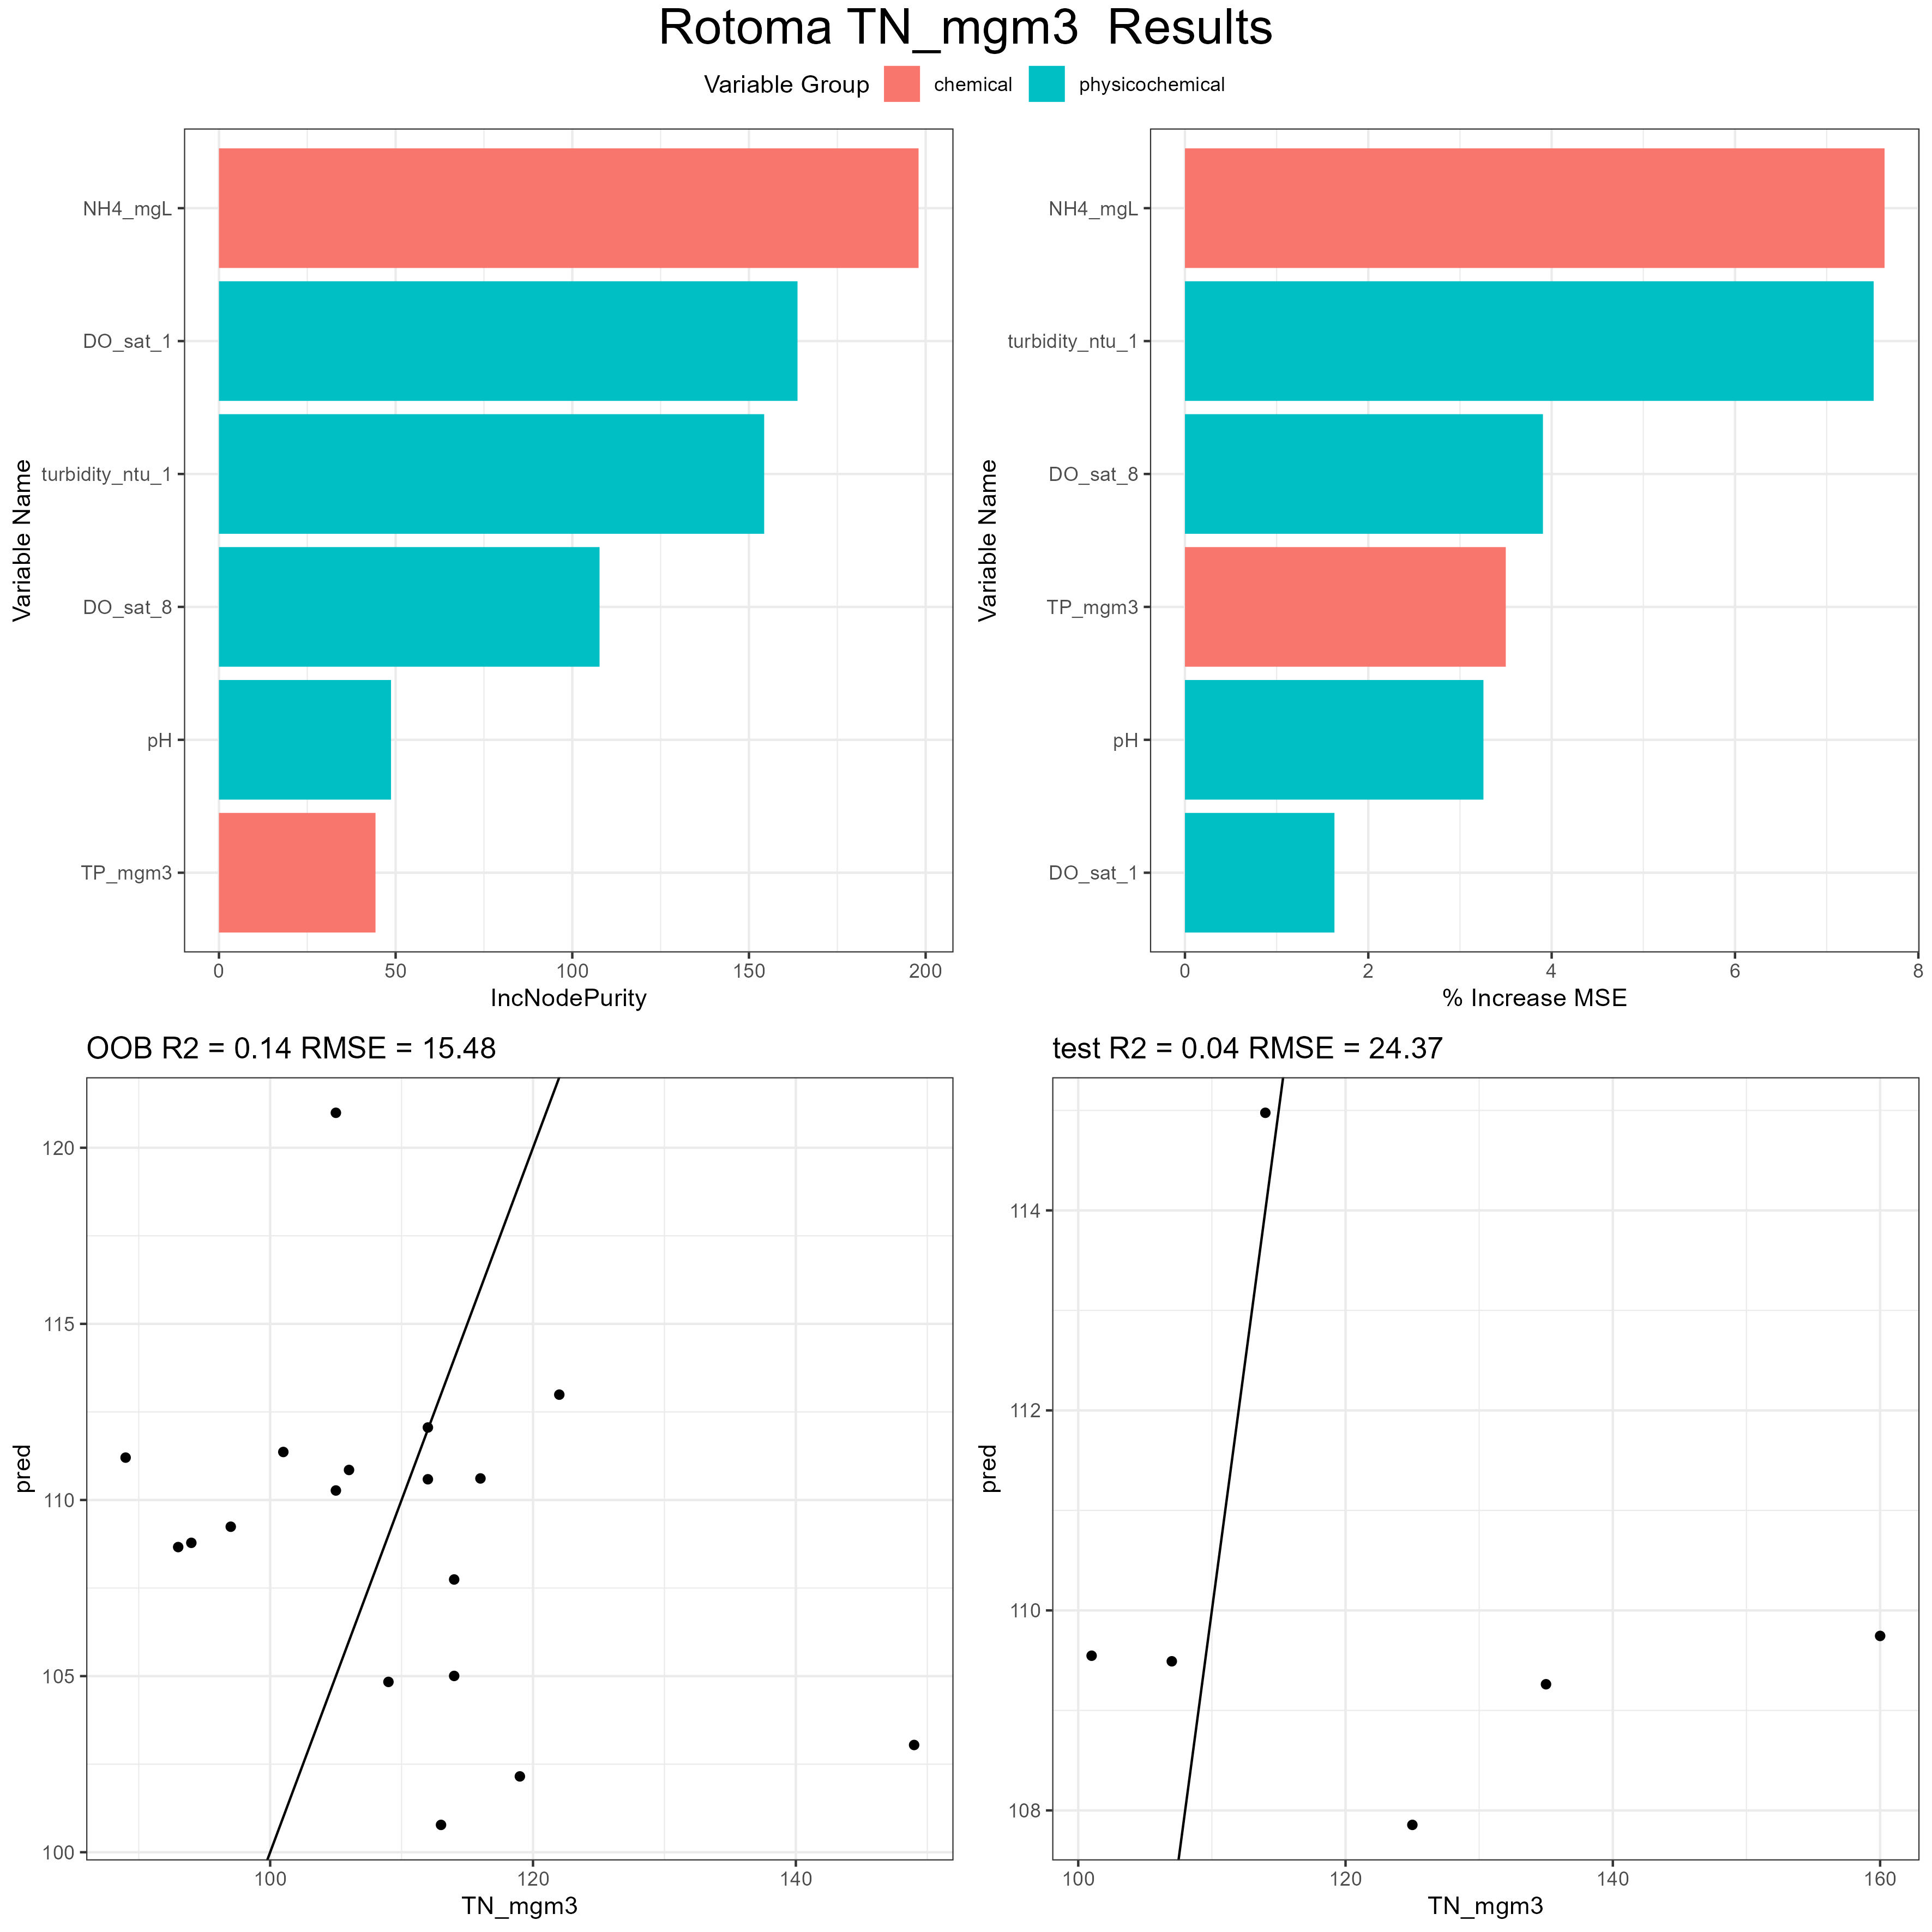 Rotoma TN_mgm3  Results
Variable Group chemical physicochemical
Variable Name
NH4_mgL
DO_sat_1
turbidity_ntu_1
DO_sat_8
pH
TP_mgm3
0 50 100 150 200
IncNodePurity
Variable Name
NH4_mgL
turbidity_ntu_1
DO_sat_8
TP_mgm3
pH
DO_sat_1
0 2 4 6 8
% Increase MSE
OOB R2 = 0.14 RMSE = 15.48
pred
120
115
110
105
100
100 120 140
TN_mgm3
test R2 = 0.04 RMSE = 24.37
pred
114
112
110
108
100 120 140 160
TN_mgm3